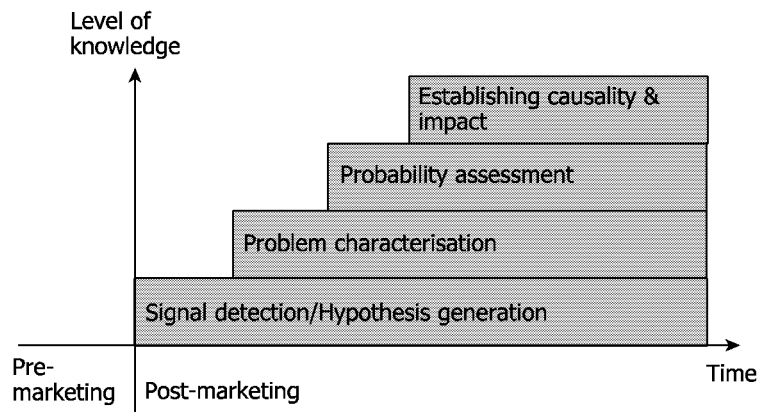 Level of
knowledge
Establishing causality &
impact
Probability assessment
Problem characterisation
Signal detection/Hypothesis generation
Pre-
marketing
Post-marketing
Time